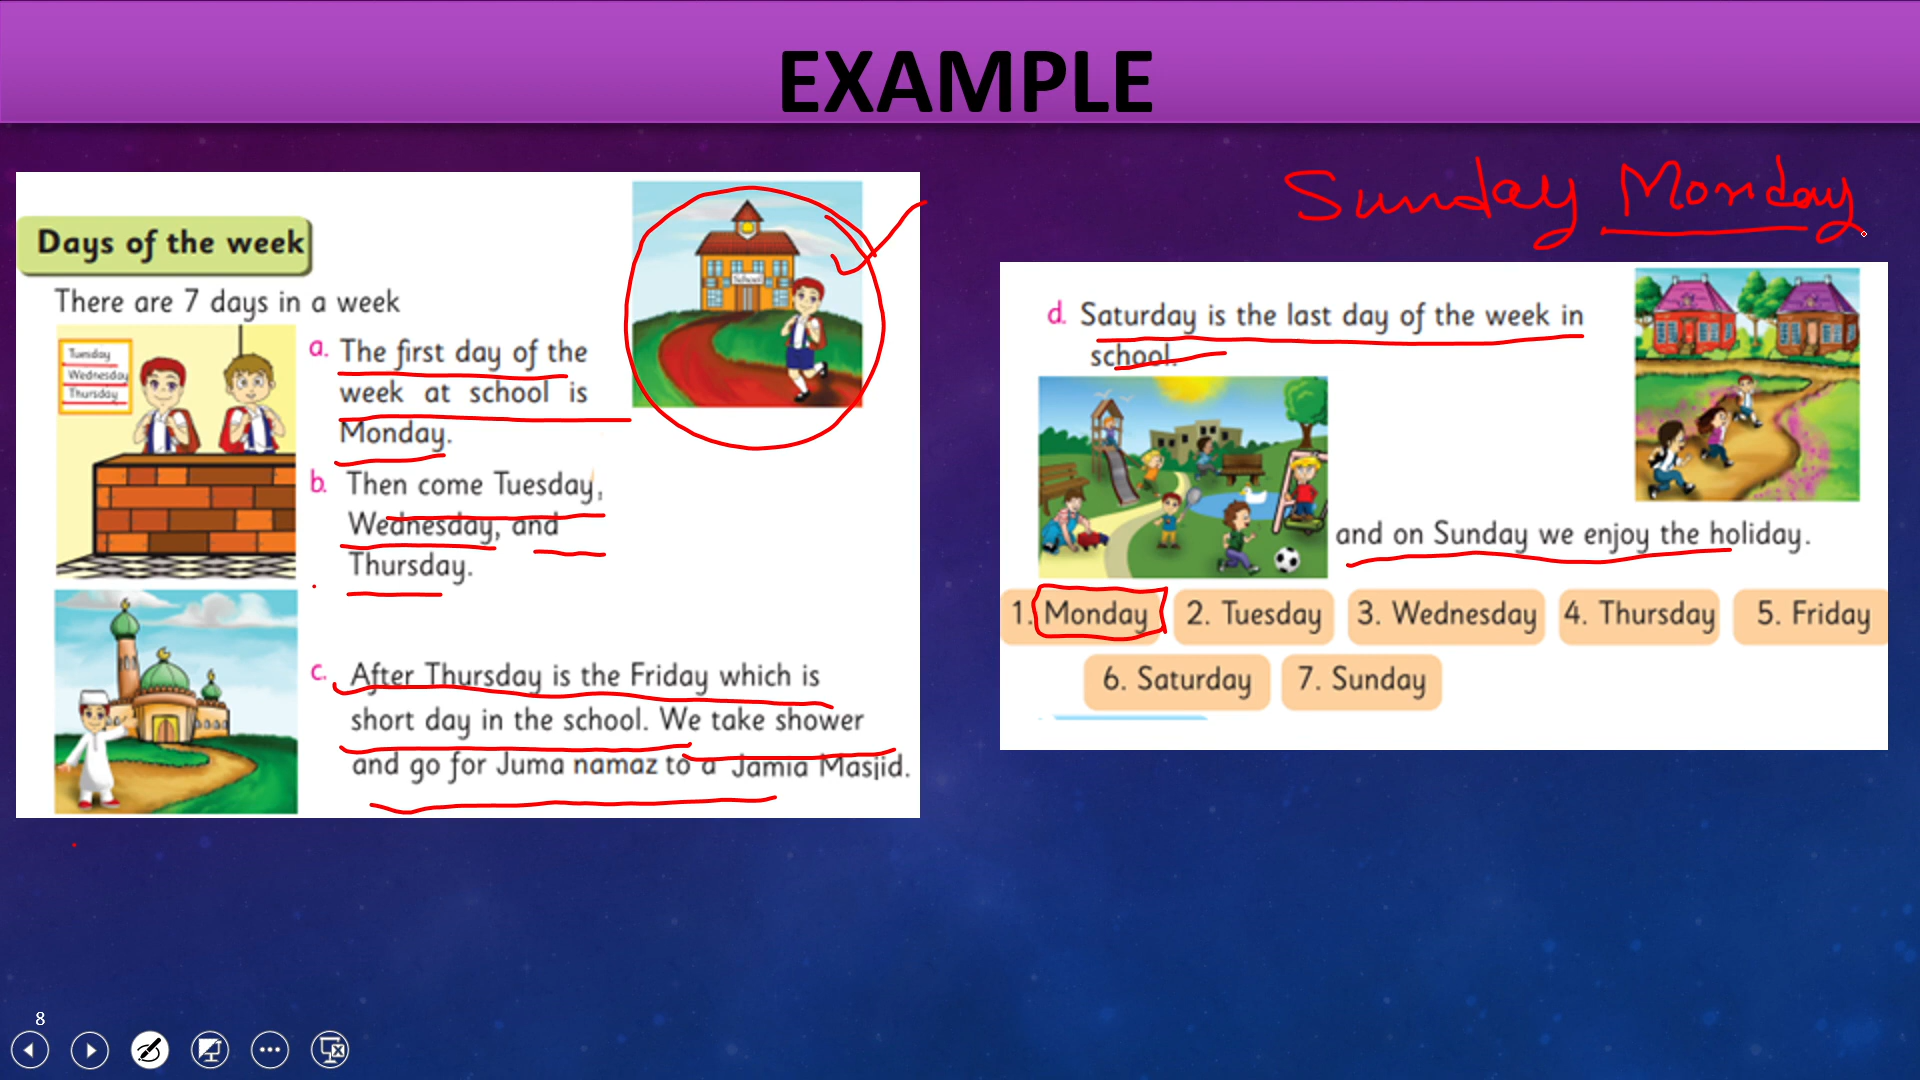 EXAMPLE
Sunday Monday
Days of the week
There are 7 days in a week
Tuesday
Wednesday
Thursday
School
a. The first day of the
week at school is
Monday.
b. Then come Tuesday,
Wednesday, and
Thursday.
c. After Thursday is the Friday which is
short day in the school. We take shower
and go for Juma namaz to a Jamia Masjid.
d. Saturday is the last day of the week in
school.
and on Sunday we enjoy the holiday.
1. Monday 2. Tuesday 3. Wednesday 4. Thursday 5. Friday
6. Saturday 7. Sunday
8